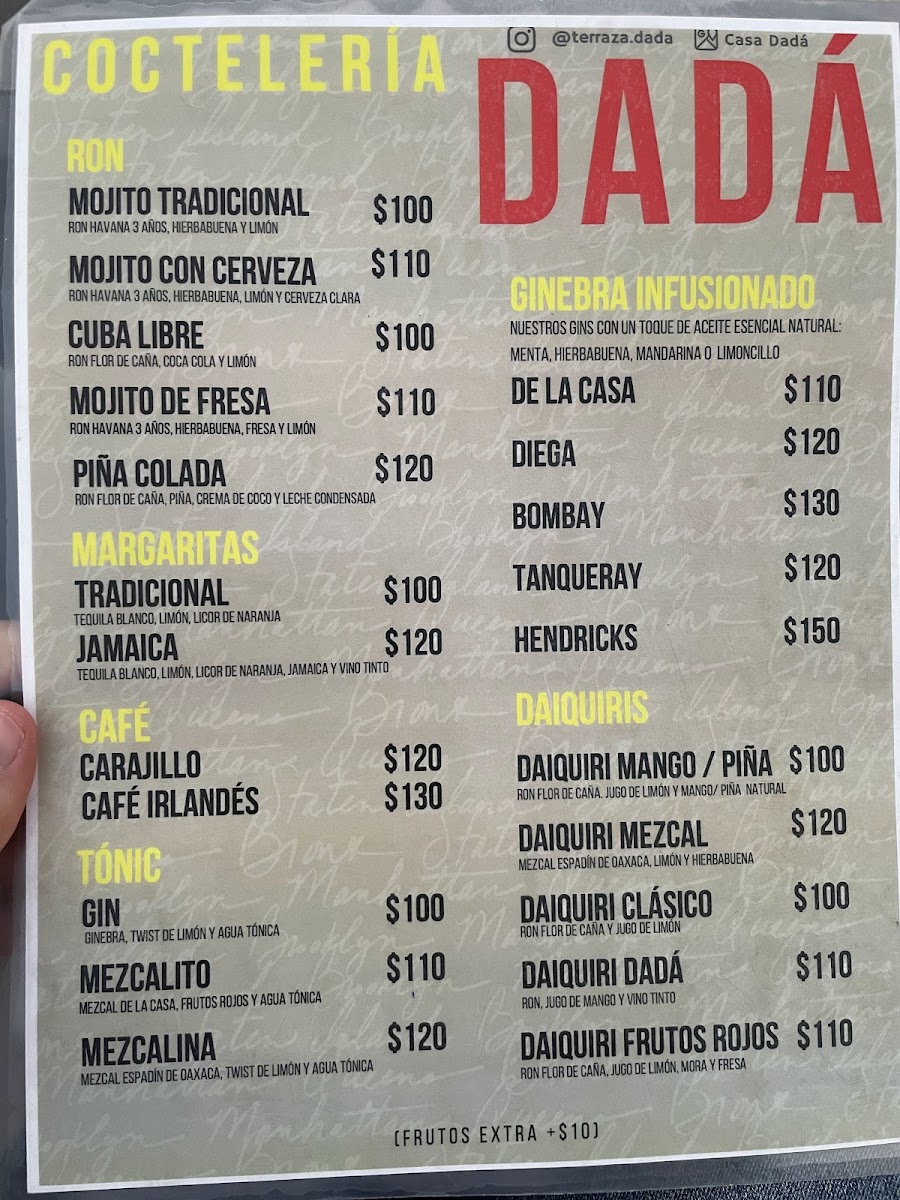 COCTELERÍA
@terraza.dada Casa Dadá
DADÁ
RON
MOJITO TRADICIONAL $100
RON HAVANA 3 AÑOS, HIERBABUENA Y LIMÓN
MOJITO CON CERVEZA $110
RON HAVANA 3 AÑOS, HIERBABUENA, LIMÓN Y CERVEZA CLARA
CUBA LIBRE $100
RON FLOR DE CAÑA, COCA COLA Y LIMÓN
MOJITO DE FRESA $110
RON HAVANA 3 AÑOS, HIERBABUENA, FRESA Y LIMÓN
PIÑA COLADA $120
RON FLOR DE CAÑA, PIÑA, CREMA DE COCO Y LECHE CONDENSADA
MARGARITAS
TRADICIONAL $100
TEQUILA BLANCO, LIMÓN, LICOR DE NARANJA
JAMAICA $120
TEQUILA BLANCO, LIMÓN, LICOR DE NARANJA, JAMAICA Y VINO TINTO
CAFÉ
CARAJILLO $120
CAFÉ IRLANDÉS $130
TÓNIC
GIN $100
GINEBRA, TWIST DE LIMÓN Y AGUA TÓNICA
MEZCALITO $110
MEZCAL DE LA CASA, FRUTOS ROJOS Y AGUA TÓNICA
MEZCALINA $120
MEZCAL ESPADÍN DE OAXACA, TWIST DE LIMÓN Y AGUA TÓNICA
GINEBRA INFUSIONADO
NUESTROS GINS CON UN TOQUE DE ACEITE ESENCIAL NATURAL:
MENTA, HIERBABUENA, MANDARINA O LIMONCILLO
DE LA CASA $110
DIEGA $120
BOMBAY $130
TANQUERAY $120
HENDRICKS $150
DAIQUIRIS
DAIQUIRI MANGO / PIÑA $100
RON FLOR DE CAÑA. JUGO DE LIMÓN Y MANGO/ PIÑA NATURAL
DAIQUIRI MEZCAL $120
MEZCAL ESPADÍN DE OAXACA, LIMÓN Y HIERBABUENA
DAIQUIRI CLÁSICO $100
RON FLOR DE CAÑA Y JUGO DE LIMÓN
DAIQUIRI DADÁ $110
RON, JUGO DE MANGO Y VINO TINTO
DAIQUIRI FRUTOS ROJOS $110
RON FLOR DE CAÑA, JUGO DE LIMÓN, MORA Y FRESA
(FRUTOS EXTRA +$10)